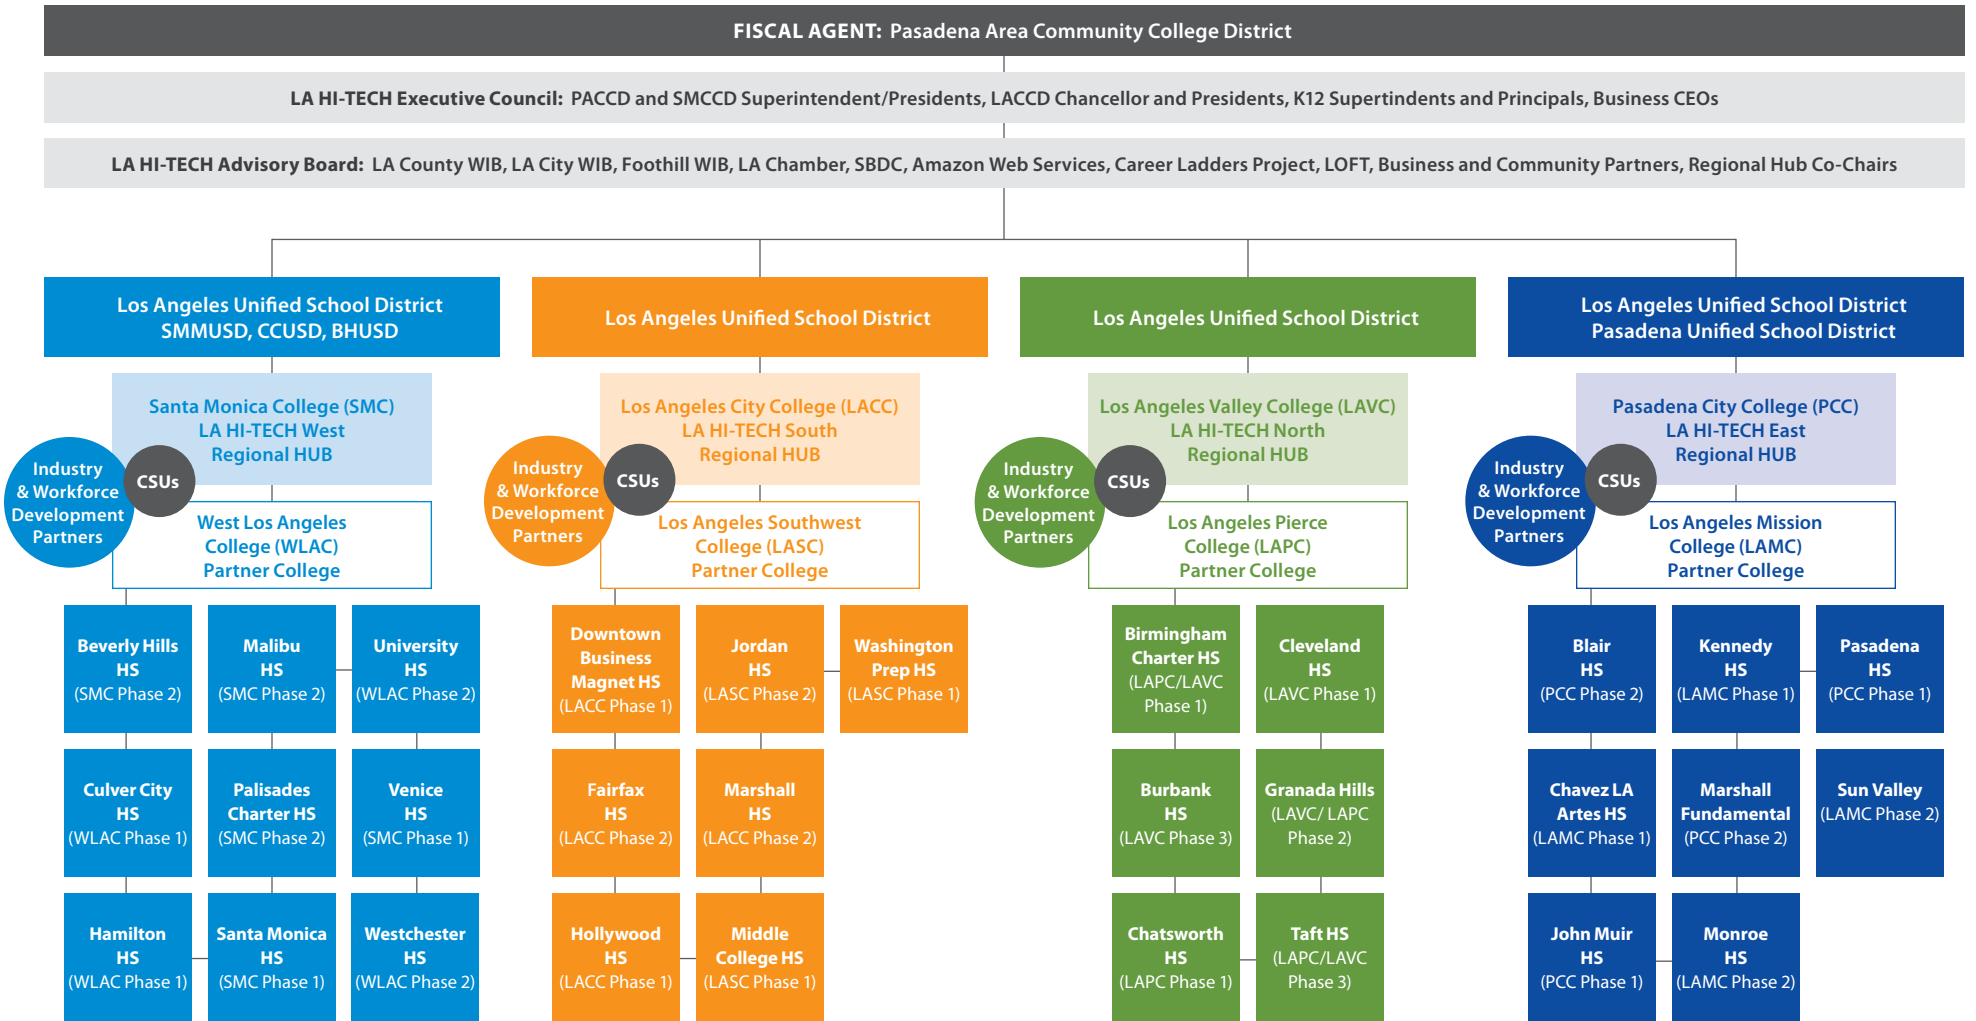 FISCAL AGENT: Pasadena Area Community College District
LA HI-TECH Executive Council: PACCD and SMCCD Superintendent/Presidents, LACCD Chancellor and Presidents, K12 Supertindents and Principals, Business CEOs
LA HI-TECH Advisory Board: LA County WIB, LA City WIB, Foothill WIB, LA Chamber, SBDC, Amazon Web Services, Career Ladders Project, LOFT, Business and Community Partners, Regional Hub Co-Chairs
Los Angeles Unified School District
SMMUSD, CCUSD, BHUSD
Santa Monica College (SMC)
LA HI-TECH West
Regional HUB
Industry
& Workforce
Development
Partners
CSUs
West Los Angeles
College (WLAC)
Partner College
Beverly Hills
HS
(SMC Phase 2)
Malibu
HS
(SMC Phase 2)
University
HS
(WLAC Phase 2)
Culver City
HS
(WLAC Phase 1)
Palisades
Charter HS
(SMC Phase 2)
Venice
HS
(SMC Phase 1)
Hamilton
HS
(WLAC Phase 1)
Santa Monica
HS
(SMC Phase 1)
Westchester
HS
(WLAC Phase 2)
Los Angeles Unified School District
Los Angeles City College (LACC)
LA HI-TECH South
Regional HUB
Industry
& Workforce
Development
Partners
CSUs
Los Angeles Southwest
College (LASC)
Partner College
Downtown
Business
Magnet HS
(LACC Phase 1)
Jordan
HS
(LASC Phase 2)
Washington
Prep HS
(LASC Phase 1)
Fairfax
HS
(LACC Phase 2)
Marshall
HS
(LACC Phase 2)
Hollywood
HS
(LACC Phase 1)
Middle
College HS
(LASC Phase 1)
Los Angeles Unified School District
Los Angeles Valley College (LAVC)
LA HI-TECH North
Regional HUB
Industry
& Workforce
Development
Partners
CSUs
Los Angeles Pierce
College (LAPC)
Partner College
Birmingham
Charter HS
(LAPC/LAVC
Phase 1)
Cleveland
HS
(LAVC Phase 1)
Burbank
HS
(LAVC Phase 3)
Granada Hills
(LAVC/ LAPC
Phase 2)
Chatsworth
HS
(LAPC Phase 1)
Taft HS
(LAPC/LAVC
Phase 3)
Los Angeles Unified School District
Pasadena Unified School District
Pasadena City College (PCC)
LA HI-TECH East
Regional HUB
Industry
& Workforce
Development
Partners
CSUs
Los Angeles Mission
College (LAMC)
Partner College
Blair
HS
(PCC Phase 2)
Kennedy
HS
(LAMC Phase 1)
Pasadena
HS
(PCC Phase 1)
Chavez LA
Artes HS
(LAMC Phase 1)
Marshall
Fundamental
(PCC Phase 2)
Sun Valley
(LAMC Phase 2)
John Muir
HS
(PCC Phase 1)
Monroe
HS
(LAMC Phase 2)